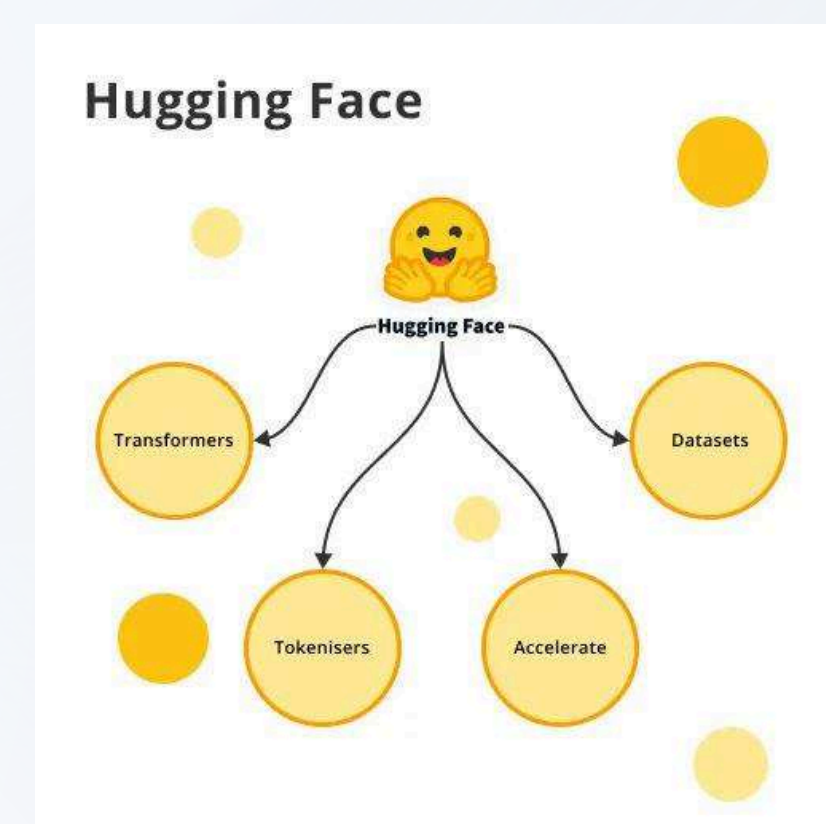 Hugging Face
Hugging Face
Transformers
Datasets
Tokenisers
Accelerate